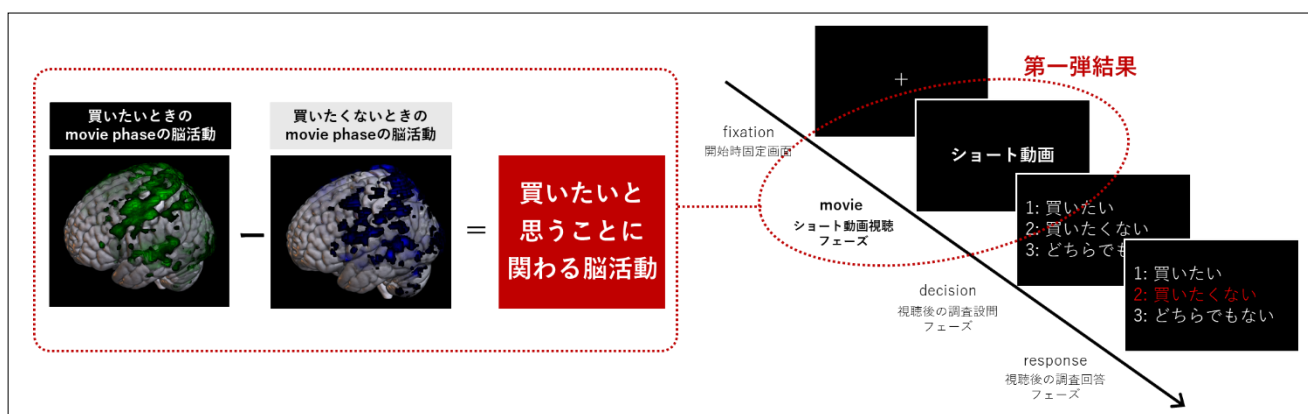 買いたいときの
movie phaseの脳活動
買いたくないときの
movie phaseの脳活動
−
=
買いたいと
思うことに
関わる脳活動
第一弾結果
+
fixation
開始時固定画面
ショート動画
movie
ショート動画視聴
フェーズ
1: 買いたい
2: 買いたくない
3: どちらでも
decision
視聴後の調査設問
フェーズ
1: 買いたい
2: 買いたくない
3: どちらでもない
response
視聴後の調査回答
フェーズ